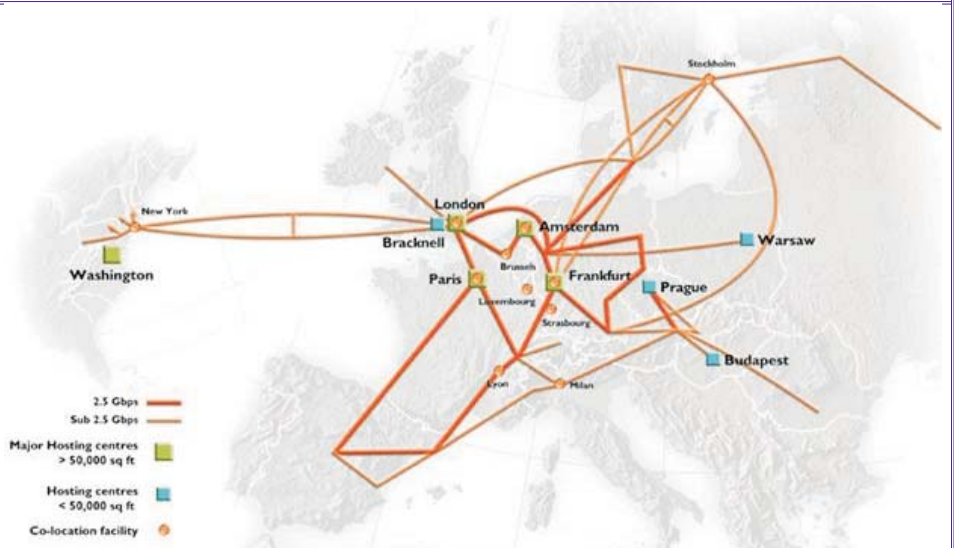 Stockholm
New York
London
Bracknell
Amsterdam
Warsaw
Washington
Brussels
Paris
Frankfurt
Prague
Luxembourg
Strasbourg
Budapest
Lyon
Milan
2.5 Gbps
Sub 2.5 Gbps
Major Hosting centres
> 50,000 sq ft
Hosting centres
< 50,000 sq ft
Co-location facility